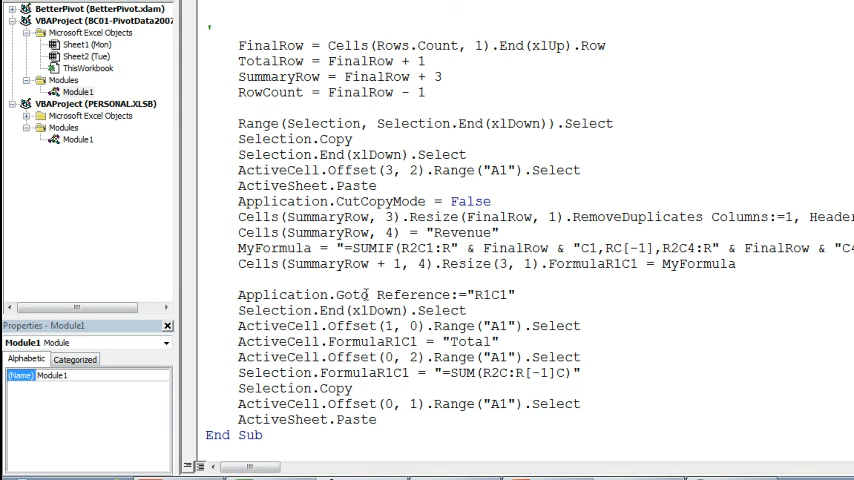 BetterPivot (BetterPivot.xlam)
VBAProject (BC01-PivotData2007
Microsoft Excel Objects
Sheet1 (Mon)
Sheet2 (Tue)
ThisWorkbook
Modules
Module1
VBAProject (PERSONAL.XLSB)
Microsoft Excel Objects
Modules
Module1
Properties - Module1
Module1 Module
Alphabetic Categorized
(Name) Module1
'
FinalRow = Cells(Rows.Count, 1).End(xlUp).Row
TotalRow = FinalRow + 1
SummaryRow = FinalRow + 3
RowCount = FinalRow - 1
Range(Selection, Selection.End(xlDown)).Select
Selection.Copy
Selection.End(xlDown).Select
ActiveCell.Offset(3, 2).Range("A1").Select
ActiveSheet.Paste
Application.CutCopyMode = False
Cells(SummaryRow, 3).Resize(FinalRow, 1).RemoveDuplicates Columns:=1, Header
Cells(SummaryRow, 4) = "Revenue"
MyFormula = "=SUMIF(R2C1:R" & FinalRow & "C1,RC[-1],R2C4:R" & FinalRow & "C4
Cells(SummaryRow + 1, 4).Resize(3, 1).FormulaR1C1 = MyFormula
Application.Goto Reference:="R1C1"
Selection.End(xlDown).Select
ActiveCell.Offset(1, 0).Range("A1").Select
ActiveCell.FormulaR1C1 = "Total"
ActiveCell.Offset(0, 2).Range("A1").Select
Selection.FormulaR1C1 = "=SUM(R2C:R[-1]C)"
Selection.Copy
ActiveCell.Offset(0, 1).Range("A1").Select
ActiveSheet.Paste
End Sub